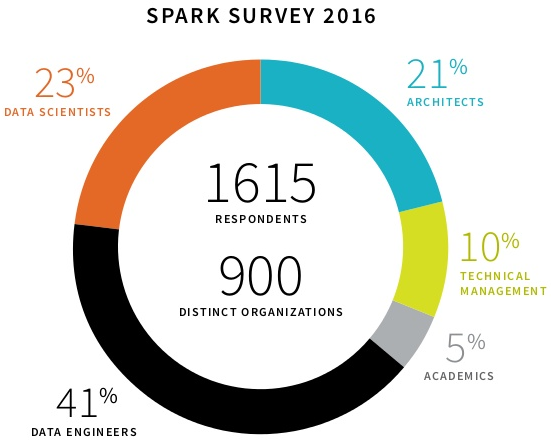 SPARK SURVEY 2016
23%
DATA SCIENTISTS
21%
ARCHITECTS
1615
RESPONDENTS
900
DISTINCT ORGANIZATIONS
10%
TECHNICAL
MANAGEMENT
5%
ACADEMICS
41%
DATA ENGINEERS